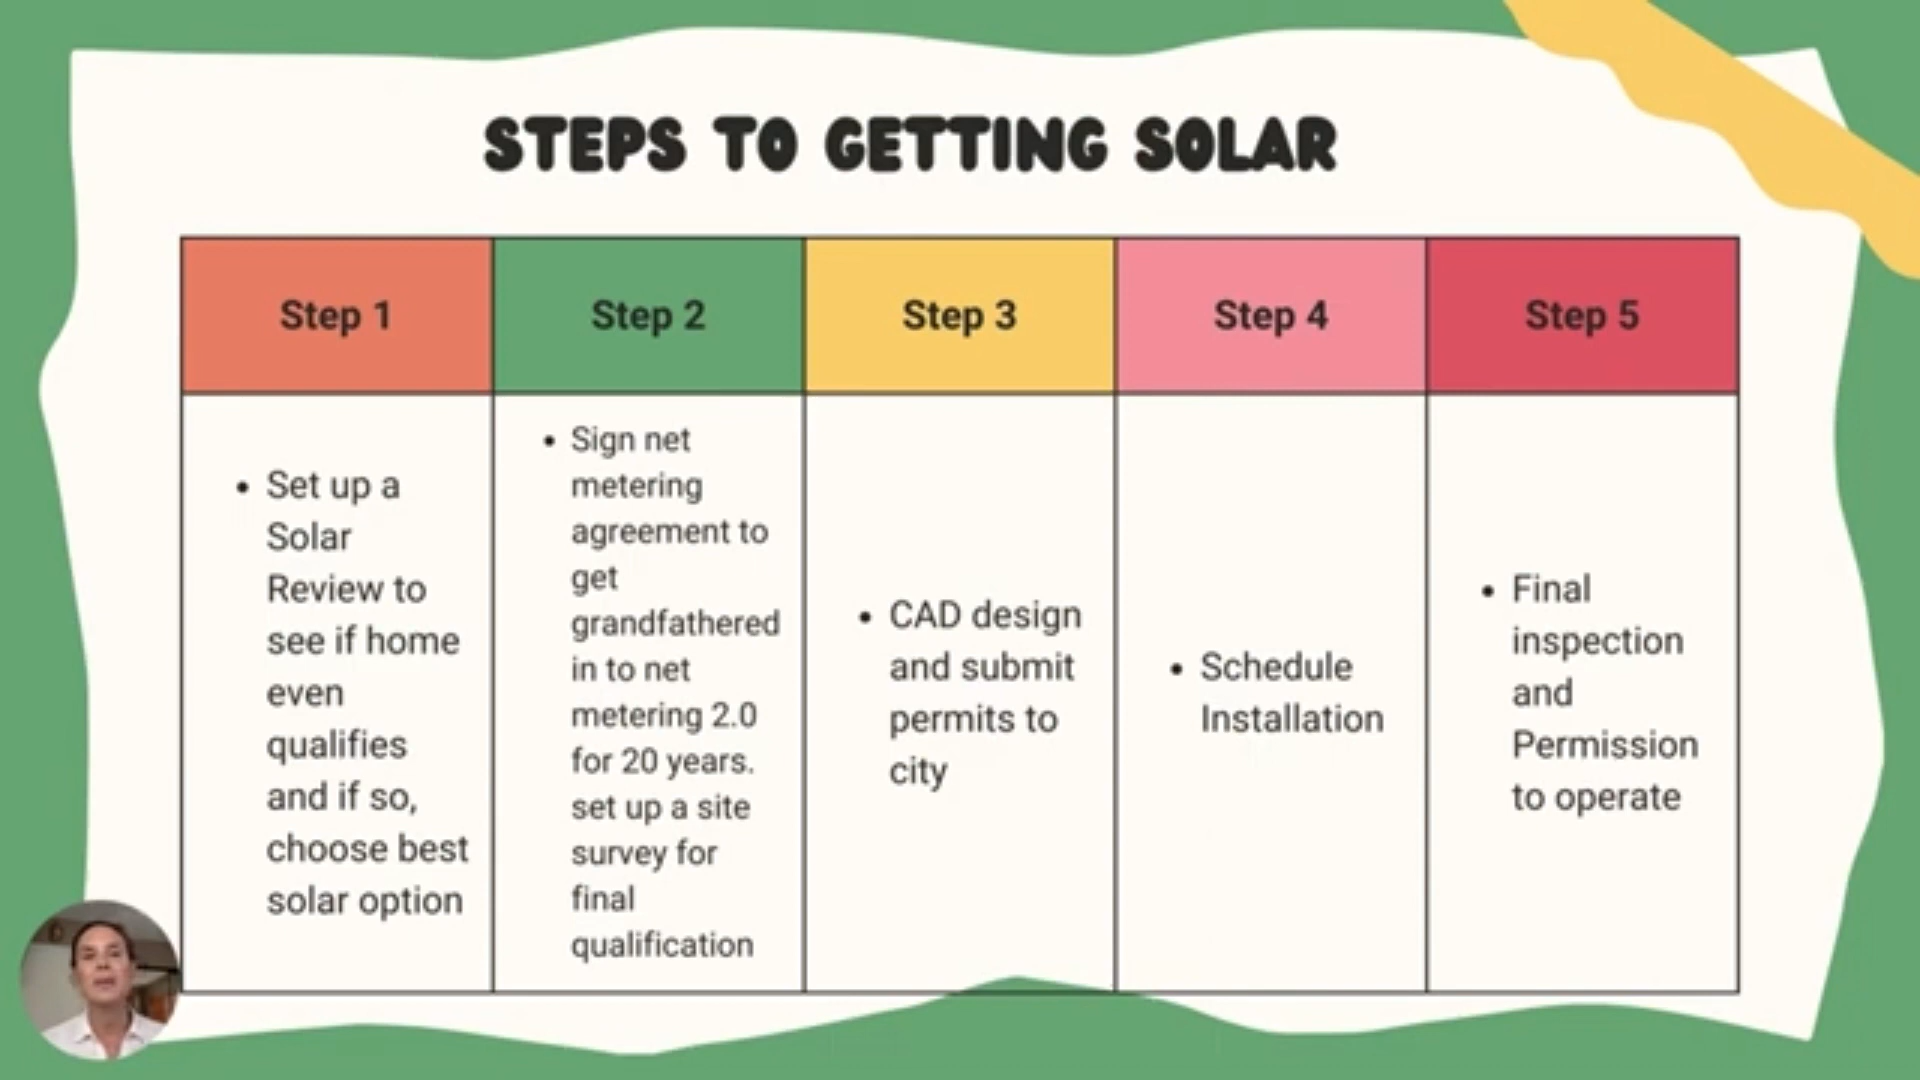 STEPS TO GETTING SOLAR
Step 1
Step 2
Step 3
Step 4
Step 5
• Set up a
Solar
Review to
see if home
even
qualifies
and if so,
choose best
solar option
• Sign net
metering
agreement to
get
grandfathered
in to net
metering 2.0
for 20 years.
set up a site
survey for
final
qualification
• CAD design
and submit
permits to
city
• Schedule
Installation
• Final
inspection
and
Permission
to operate